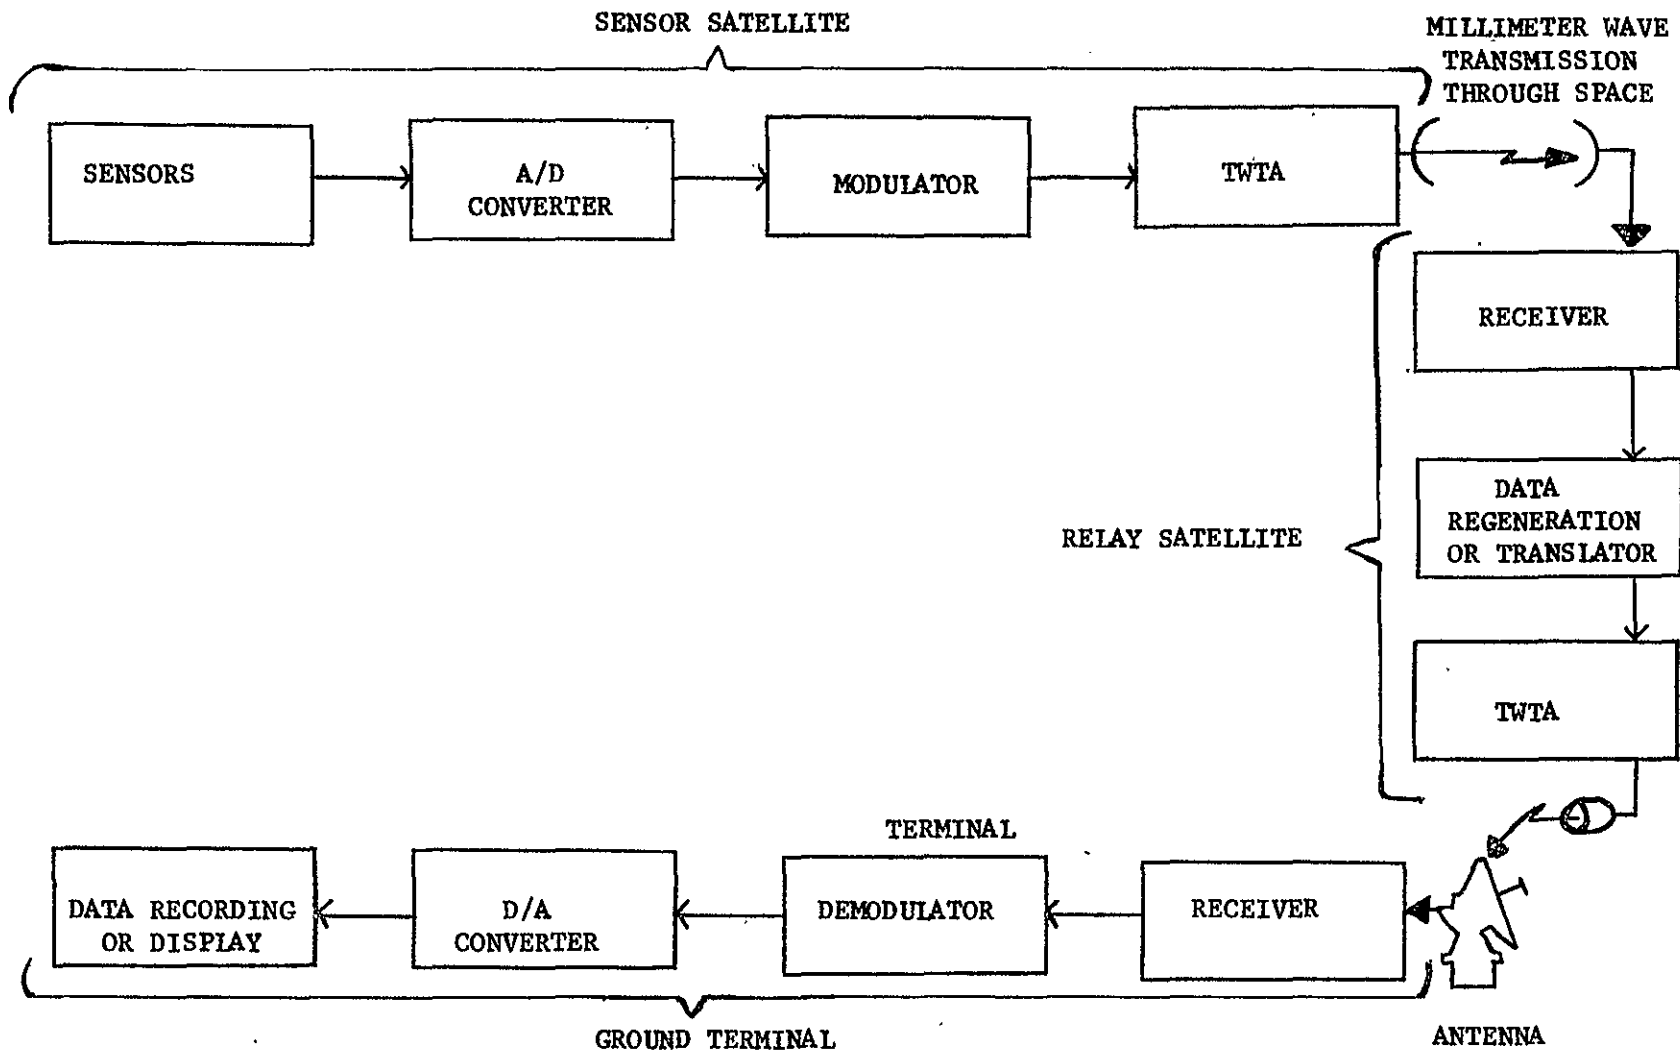 SENSOR SATELLITE
MILLIMETER WAVE
TRANSMISSION
THROUGH SPACE
SENSORS
A/D
CONVERTER
MODULATOR
TWTA
RECEIVER
DATA
REGENERATION
OR TRANSLATOR
RELAY SATELLITE
TWTA
TERMINAL
DATA RECORDING
OR DISPLAY
D/A
CONVERTER
DEMODULATOR
RECEIVER
GROUND TERMINAL
ANTENNA